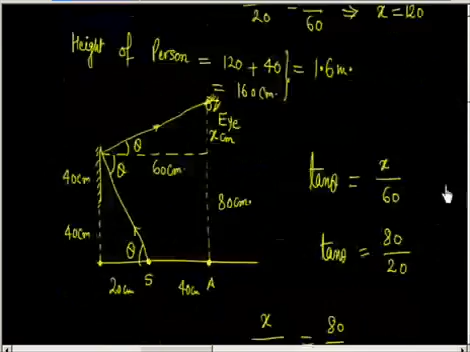 20 = 60 ⇒ x = 120
Height of Person = 120 + 40 = 1.6 m.
= 160 cm.
Eye
x cm
θ
θ
60 cm.
40 cm
80 cm.
40 cm
θ
20 cm S 40 cm A
tanθ = x / 60
tanθ = 80 / 20
x = 80